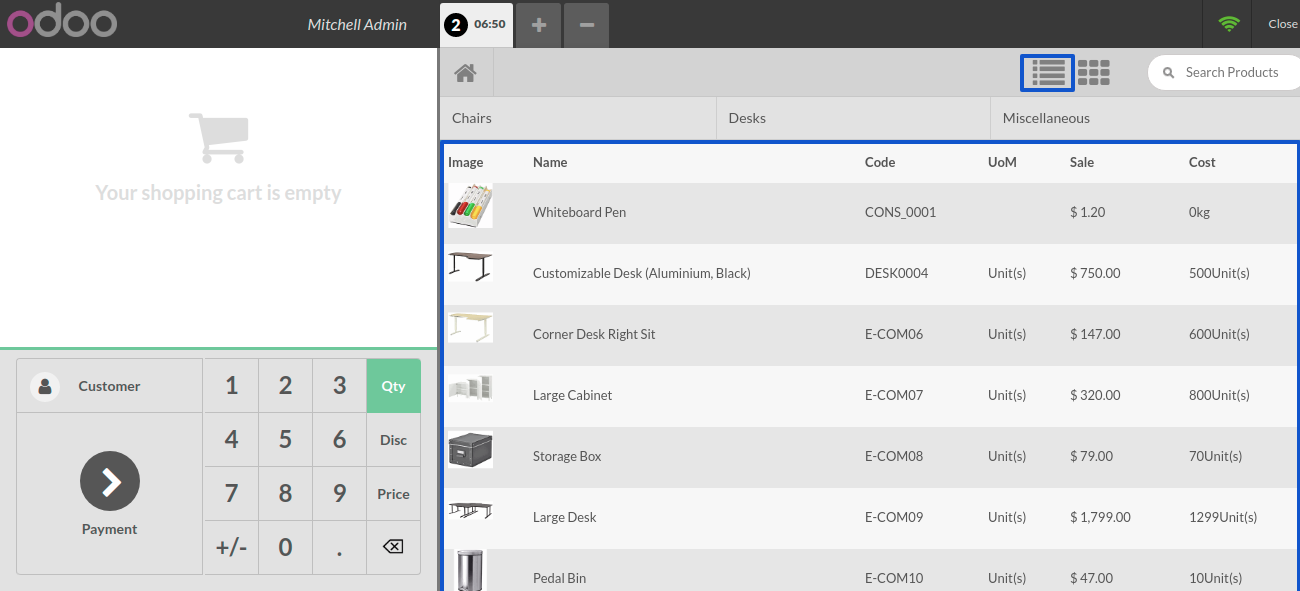 odoo
Mitchell Admin
2 06:50
+
−
Close
Search Products
Chairs Desks Miscellaneous
Your shopping cart is empty
Image Name Code UoM Sale Cost
Whiteboard Pen CONS_0001 $ 1.20 0kg
Customizable Desk (Aluminium, Black) DESK0004 Unit(s) $ 750.00 500Unit(s)
Corner Desk Right Sit E-COM06 Unit(s) $ 147.00 600Unit(s)
Large Cabinet E-COM07 Unit(s) $ 320.00 800Unit(s)
Storage Box E-COM08 Unit(s) $ 79.00 70Unit(s)
Large Desk E-COM09 Unit(s) $ 1,799.00 1299Unit(s)
Pedal Bin E-COM10 Unit(s) $ 47.00 10Unit(s)
Customer
Payment
1 2 3 Qty
4 5 6 Disc
7 8 9 Price
+/- 0 .